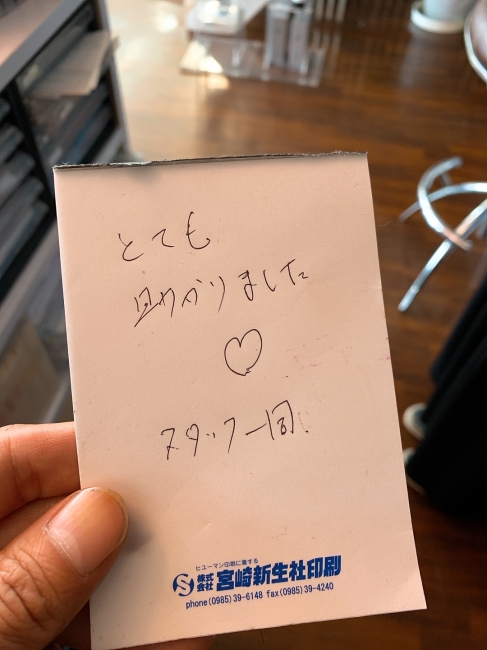 とても
助かりました
♡
スタッフ一同.
ヒューマン印刷に愛する
株式会社 宮崎新生社印刷
phone(0985)39-6148 fax(0985)39-4240